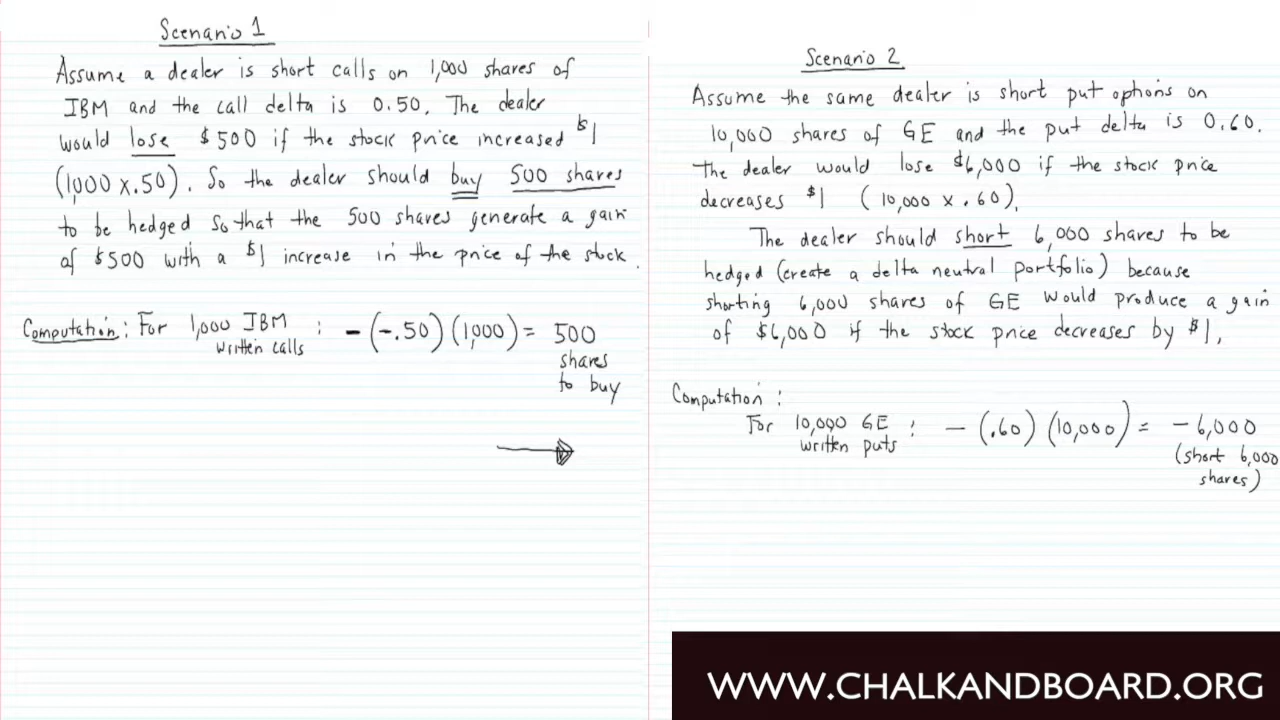 Scenario 1
Assume a dealer is short calls on 1,000 shares of
IBM and the call delta is 0.50. The dealer
would lose $500 if the stock price increased $1
(1000 x .50). So the dealer should buy 500 shares
to be hedged so that the 500 shares generate a gain
of $500 with a $1 increase in the price of the stock.
Computation: For 1,000 IBM : -(-.50)(1,000) = 500
written calls
shares
to buy
Scenario 2
Assume the same dealer is short put options on
10,000 shares of GE and the put delta is 0.60.
The dealer would lose $6,000 if the stock price
decreases $1 (10,000 x .60).
The dealer should short 6,000 shares to be
hedged (create a delta neutral portfolio) because
shorting 6,000 shares of GE would produce a gain
of $6,000 if the stock price decreases by $1.
Computation:
For 10,000 GE : - (.60)(10,000) = -6,000
written puts
(short 6,000
shares)
WWW.CHALKANDBOARD.ORG